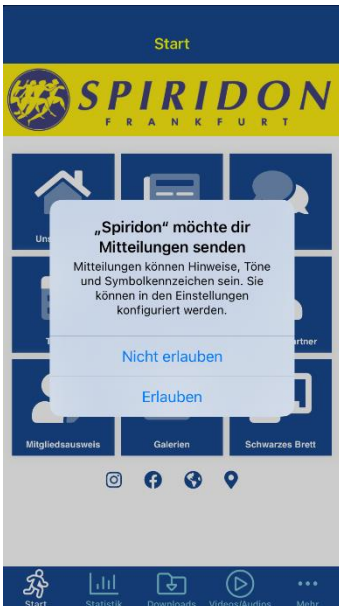 Start
SPIRIDON
FRANKFURT
„Spiridon“ möchte dir
Mitteilungen senden
Mitteilungen können Hinweise, Töne
und Symbolkennzeichen sein. Sie
können in den Einstellungen
konfiguriert werden.
Nicht erlauben
Erlauben
Mitgliedsausweis
Galerien
Schwarzes Brett
Start
Statistik
Downloads
Videos/Audios
Mehr